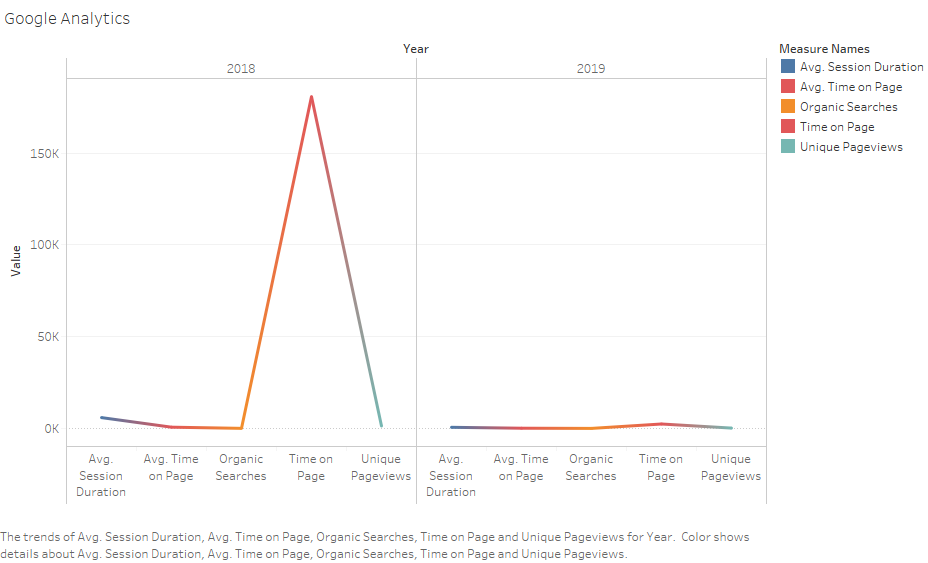 Google Analytics
Year
Measure Names
2018
2019
Avg. Session Duration
Avg. Time on Page
Organic Searches
Time on Page
Unique Pageviews
150K
100K
50K
0K
Value
Avg. Avg. Time Organic Time on Unique Avg. Avg. Time Organic Time on Unique
Session on Page Searches Page Pageviews Session on Page Searches Page Pageviews
Duration Duration
The trends of Avg. Session Duration, Avg. Time on Page, Organic Searches, Time on Page and Unique Pageviews for Year. Color shows
details about Avg. Session Duration, Avg. Time on Page, Organic Searches, Time on Page and Unique Pageviews.